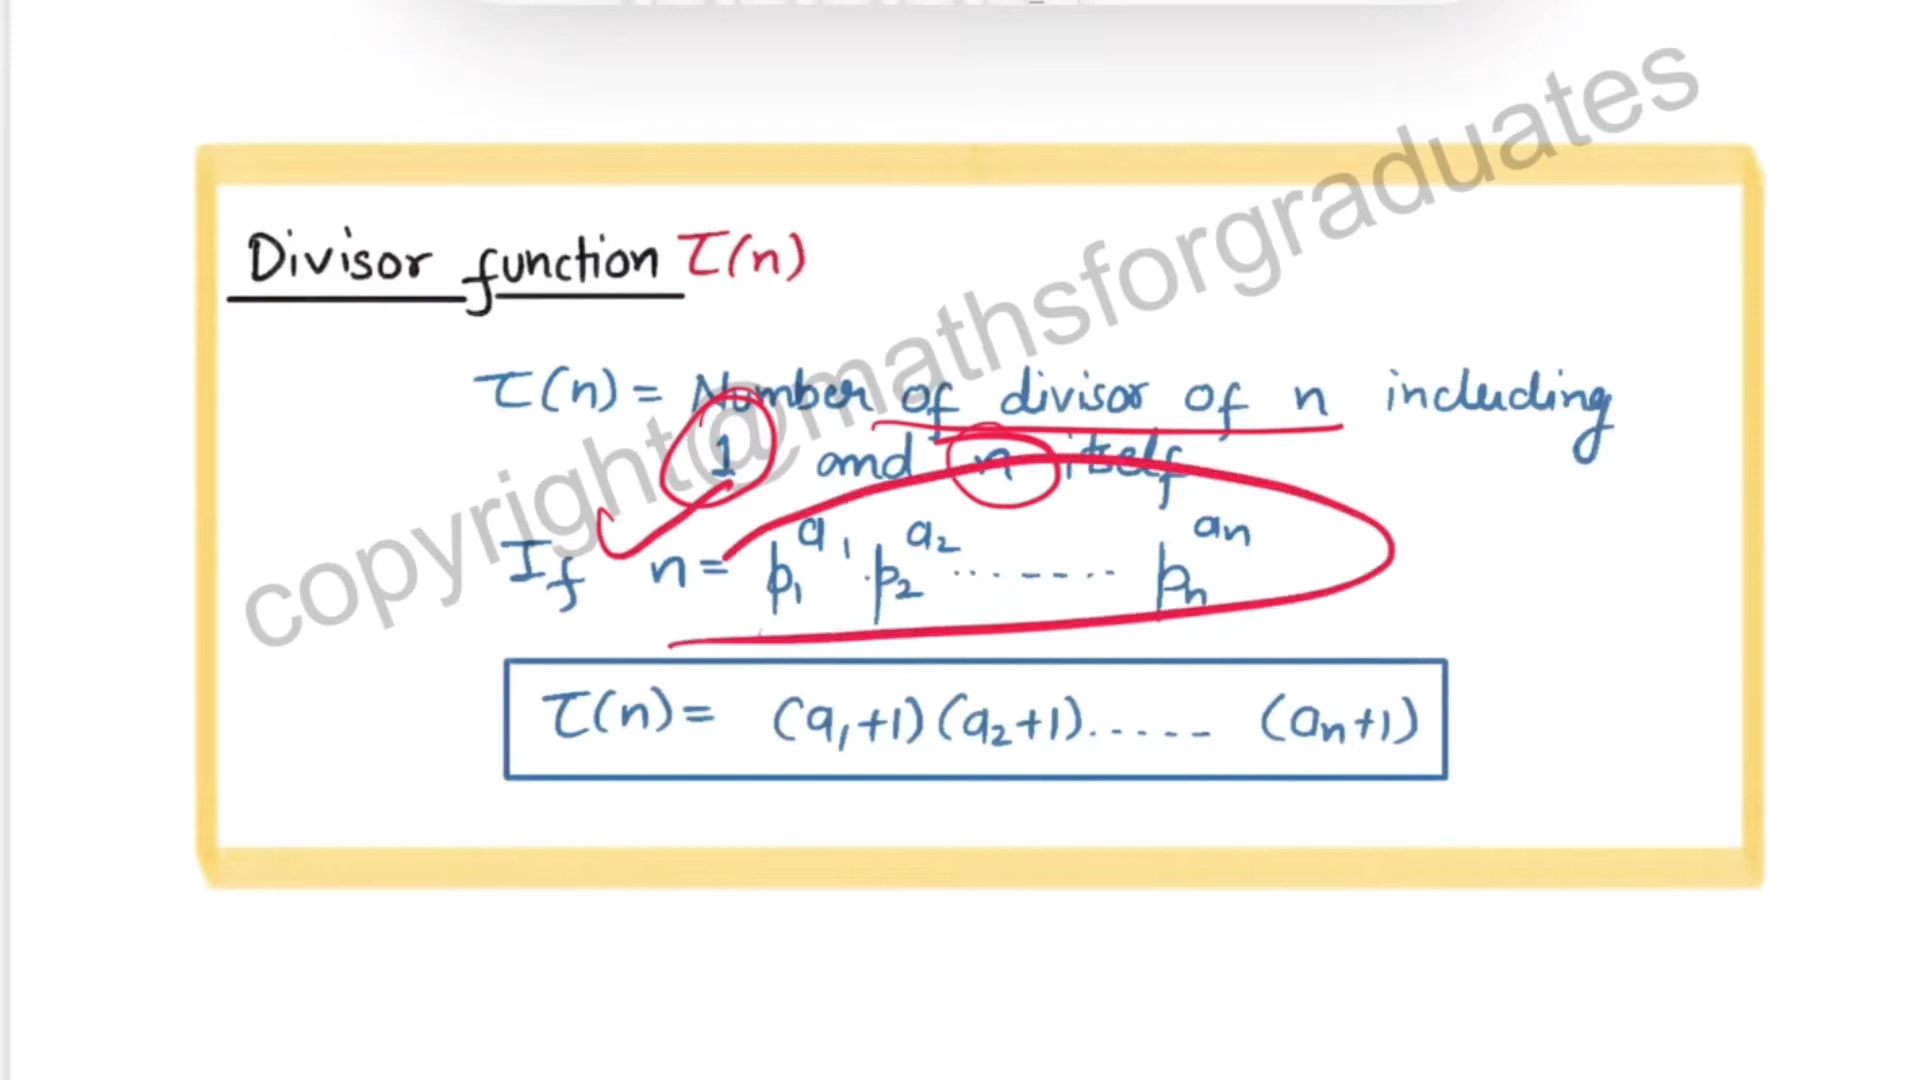 Divisor function τ(n)
τ(n) = Number of divisor of n including
1 and n itself
If n = p₁^a₁ . p₂^a₂ ........ pₙ^aₙ
τ(n) = (a₁+1)(a₂+1)...... (aₙ+1)
copyright@mathsforgraduates